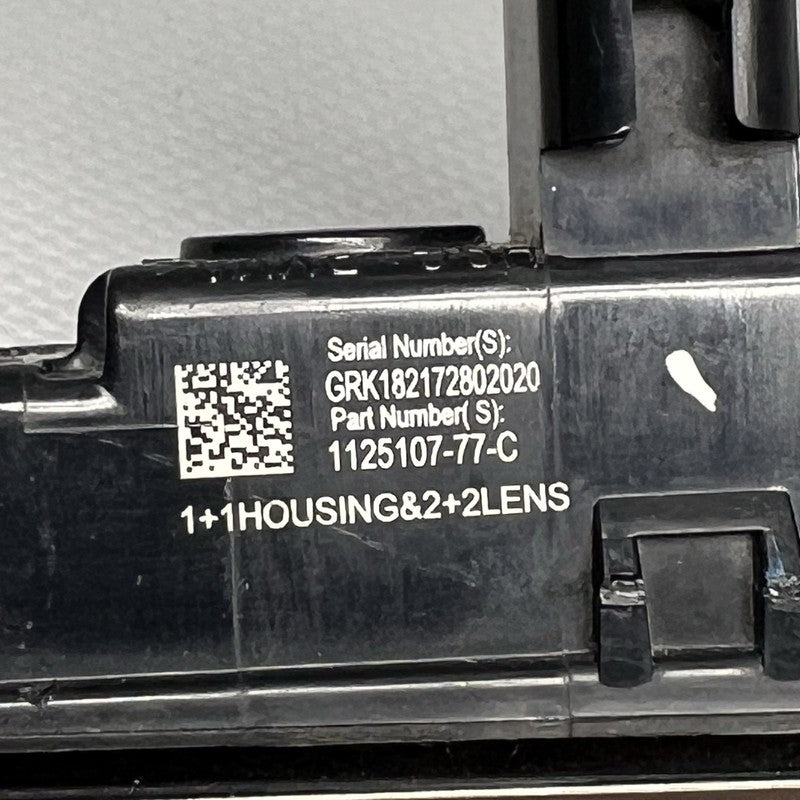 Serial Number(S):
GRK182172802020
Part Number( S):
1125107-77-C
1+1HOUSING&2+2LENS